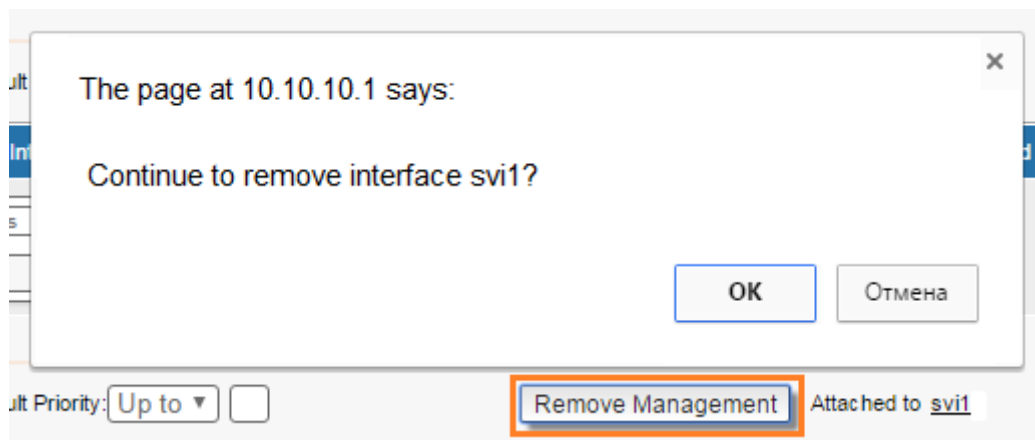 The page at 10.10.10.1 says:
×
Continue to remove interface svi1?
OK Отмена
Priority: Up to ▼ Remove Management Attached to svi1